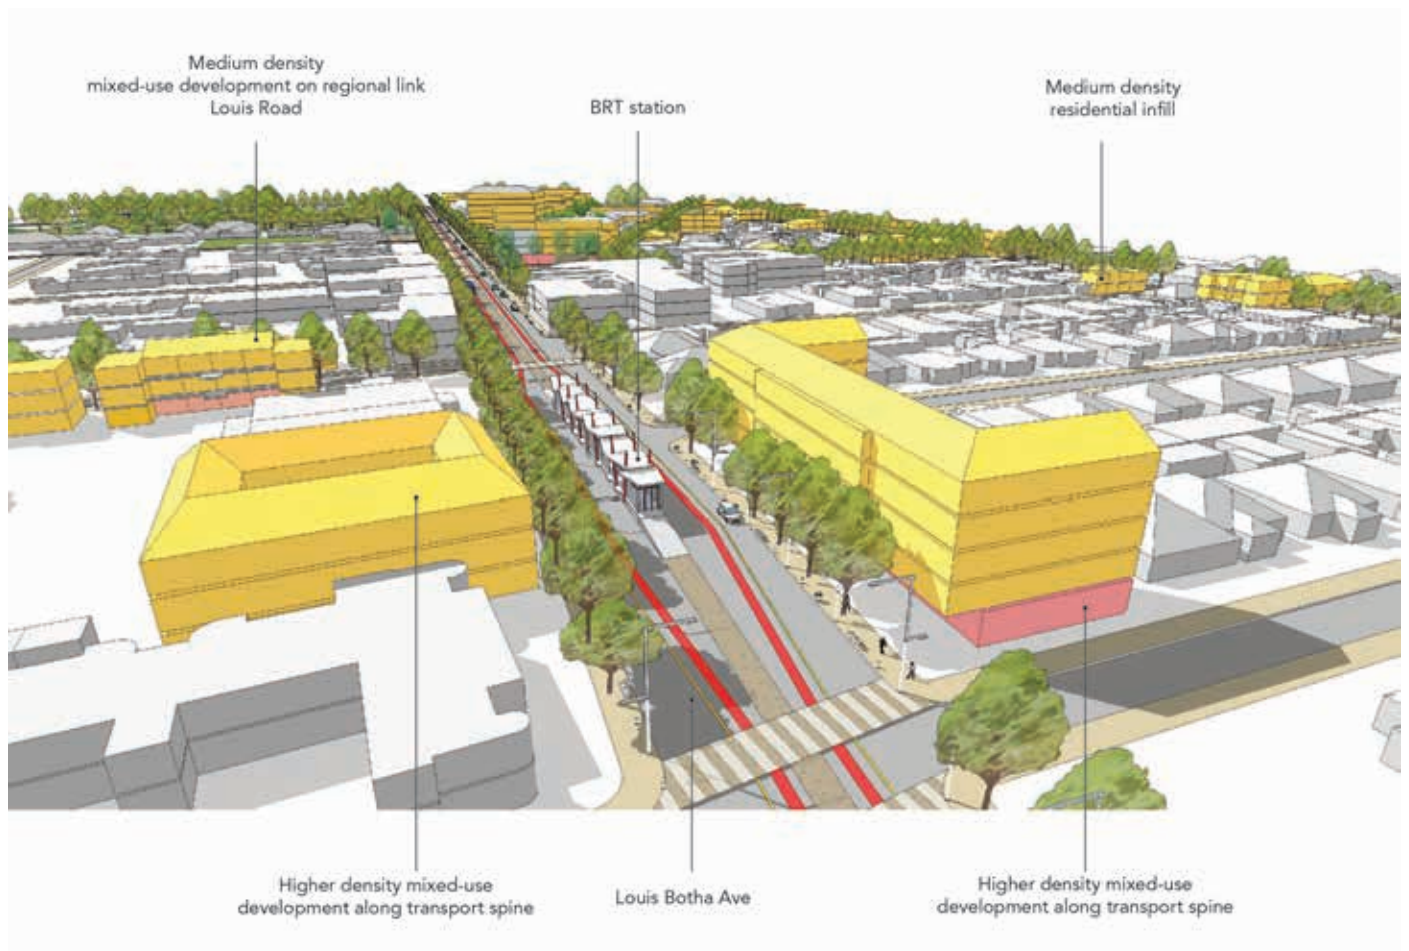 Medium density
mixed-use development on regional link
Louis Road
BRT station
Medium density
residential infill
Higher density mixed-use
development along transport spine
Louis Botha Ave
Higher density mixed-use
development along transport spine